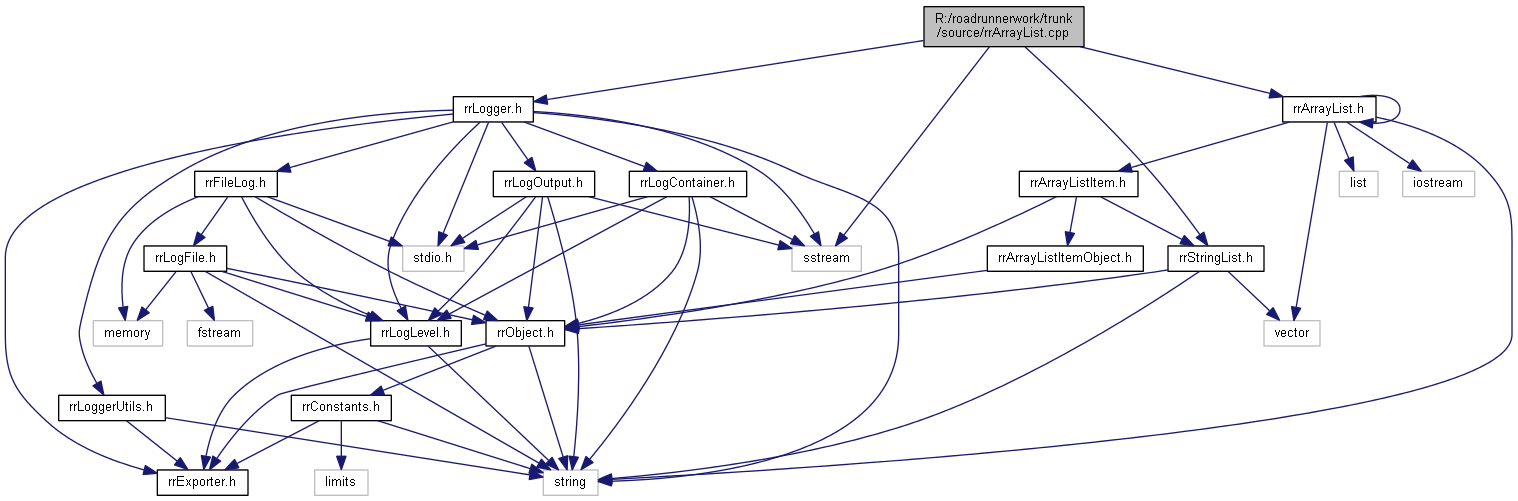 R:/roadrunnerwork/trunk
/source/rrArrayList.cpp
rrLogger.h
rrArrayList.h
rrFileLog.h
rrLogOutput.h
rrLogContainer.h
rrArrayListItem.h
list
iostream
rrLogFile.h
stdio.h
sstream
rrArrayListItemObject.h
rrStringList.h
memory
fstream
rrLogLevel.h
rrObject.h
vector
rrLoggerUtils.h
rrConstants.h
rrExporter.h
limits
string